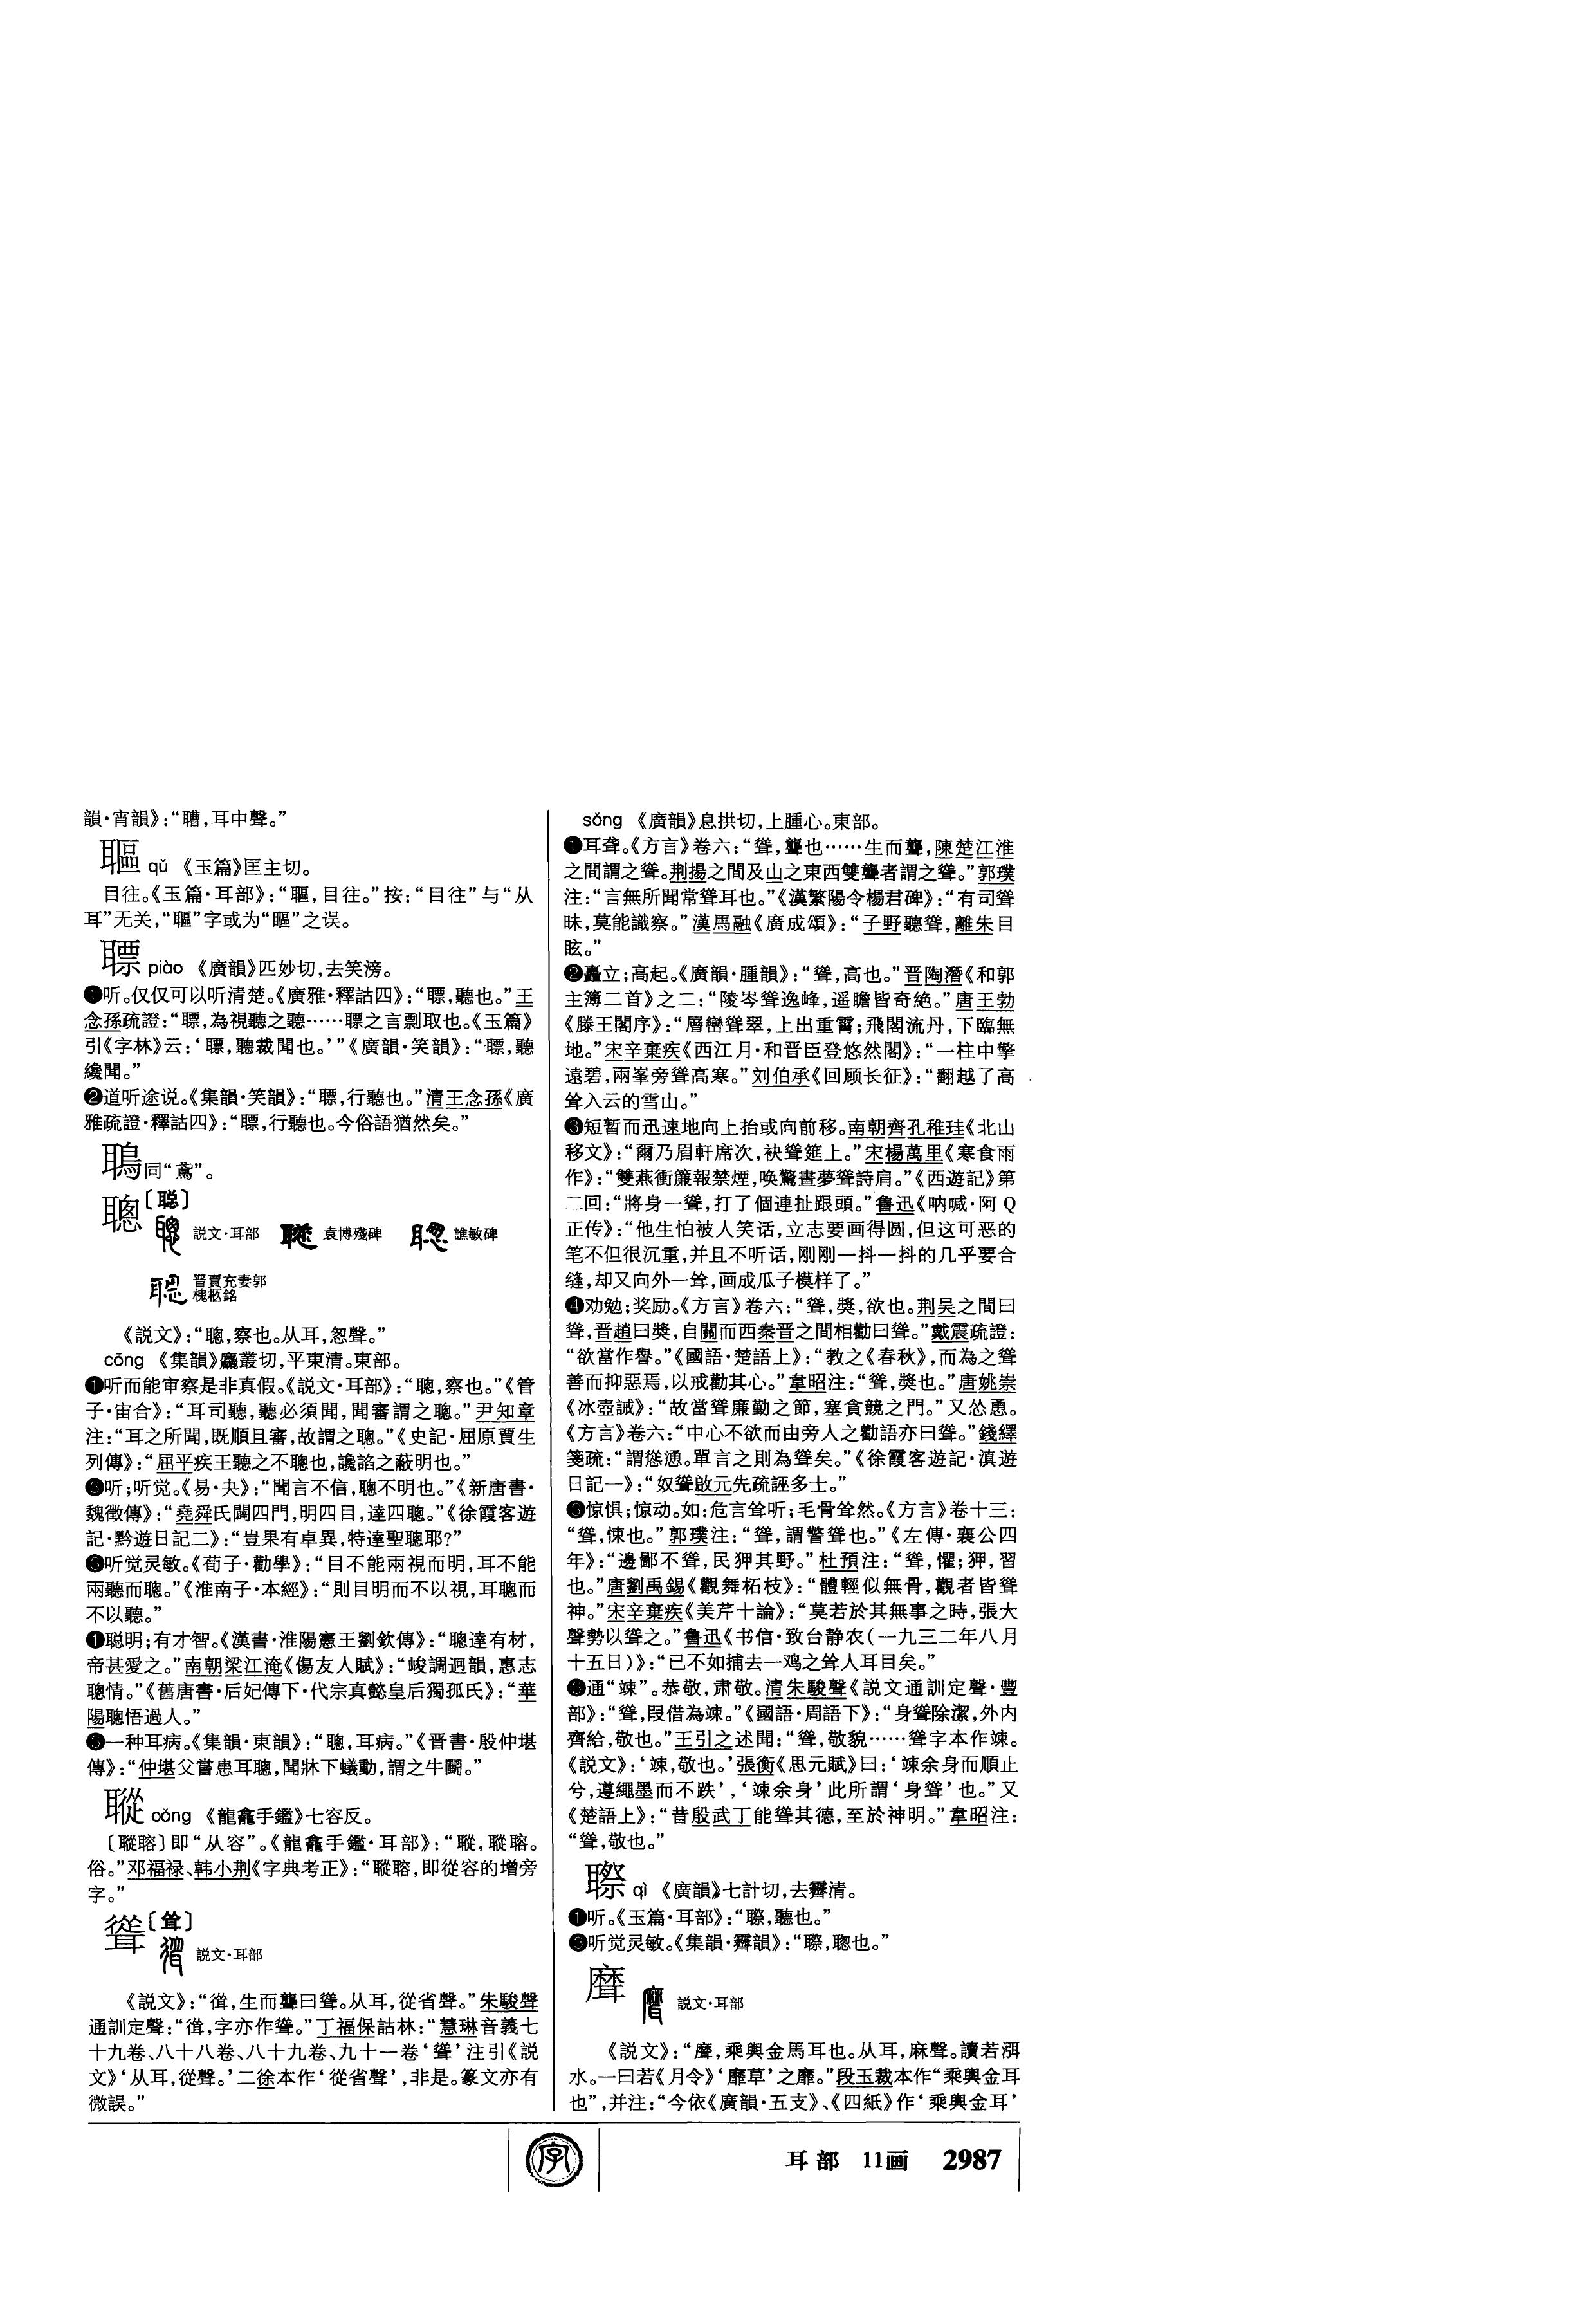 韻·宵韻》：“聸，耳中聲。”
qǔ 《玉篇》匡主切。
目往。《玉篇·耳部》：“䁱，目往。”按：“目往”与“从
耳”无关，“䁱”字或为“瞘”之误。
piào 《廣韻》匹妙切，去笑滂。
❶听。仅仅可以听清楚。《廣雅·釋詁四》：“聽也。”王
念孫疏證：“為視聽之聽……之言剽取也。《玉篇》
引《字林》云：‘聽裁聞也。’”《廣韻·笑韻》：“聽
纔聞。”
❷道听途说。《集韻·笑韻》：“行聽也。”清王念孫《廣
雅疏證·釋詁四》：“行聽也。今俗語猶然矣。”
同“鳶”。
聰〔聪〕
説文·耳部 袁博殘碑 譙敏碑
晋賈充妻郭
槐柩銘
《説文》：“聰，察也。从耳，怱聲。”
cōng 《集韻》麤叢切，平東清。東部。
❶听而能审察是非真假。《説文·耳部》：“聰，察也。”《管
子·宙合》：“耳司聽，聽必須聞，聞審謂之聰。”尹知章
注：“耳之所聞，既順且審，故謂之聰。”《史記·屈原賈生
列傳》：“屈平疾王聽之不聰也，讒諂之蔽明也。”
❷听；听觉。《易·夬》：“聞言不信，聰不明也。”《新唐書·
魏徵傳》：“堯舜氏闢四門，明四目，達四聰。”《徐霞客遊
記·黔遊日記二》：“豈果有卓異，特達聖聰耶？”
❸听觉灵敏。《荀子·勸學》：“目不能兩視而明，耳不能
兩聽而聰。”《淮南子·本經》：“則目明而不以視，耳聰而
不以聽。”
❹聪明；有才智。《漢書·淮陽憲王劉欽傳》：“聰達有材，
帝甚愛之。”南朝梁江淹《傷友人賦》：“峻調迥韻，惠志
聰情。”《舊唐書·后妃傳下·代宗真懿皇后獨孤氏》：“華
陽聰悟過人。”
❺一种耳病。《集韻·東韻》：“聰，耳病。”《晋書·殷仲堪
傳》：“仲堪父嘗患耳聰，聞牀下蟻動，謂之牛鬭。”
cǒng 《龍龕手鑑》七容反。
即“从容”。《龍龕手鑑·耳部》：
俗。”邓福禄、韩小荆《字典考正》：“即從容的增旁
字。”
聳〔耸〕
説文·耳部
《説文》：“㥬，生而聾曰聳。从耳，從省聲。”朱駿聲
通訓定聲：“字亦作聳。”丁福保詁林：“慧琳音義七
十九卷、八十八卷、八十九卷、九十一卷‘聳’注引《説
文》‘从耳，從聲。’二徐本作‘從省聲’，非是。篆文亦有
微誤。”
sǒng 《廣韻》息拱切，上腫心。東部。
❶耳聋。《方言》卷六：“聳，聾也……生而聾，陳楚江淮
之間謂之聳。荆揚之間及山之東西雙聾者謂之聳。”郭璞
注：“言無所聞常聳耳也。”《漢繁陽令楊君碑》：“有司聳
昧，莫能識察。”漢馬融《廣成頌》：“子野聽聳，離朱目
眩。”
❷矗立；高起。《廣韻·腫韻》：“聳，高也。”晋陶潛《和郭
主簿二首》之二：“陵岑聳逸峰，遥瞻皆奇絶。”唐王勃
《滕王閣序》：“層巒聳翠，上出重霄；飛閣流丹，下臨無
地。”宋辛棄疾《西江月·和晋臣登悠然閣》：“一柱中擎
遠碧，兩峯旁聳高寒。”刘伯承《回顾长征》：“翻越了高
耸入云的雪山。”
❸短暂而迅速地向上抬或向前移。南朝齊孔稚珪《北山
移文》：“爾乃眉軒席次，袂聳筵上。”宋楊萬里《寒食雨
作》：“雙燕衝簾報禁煙，唤驚晝夢聳詩肩。”《西遊記》第
二回：“將身一聳，打了個連扯跟頭。”鲁迅《呐喊·阿Q
正传》：“他生怕被人笑话，立志要画得圆，但这可恶的
笔不但很沉重，并且不听话，刚刚一抖一抖的几乎要合
缝，却又向外一耸，画成瓜子模样了。”
❹劝勉；奖励。《方言》卷六：“聳，奬，欲也。荆吴之間曰
聳，晋趙曰奬，自關而西秦晋之間相勸曰聳。”戴震疏證：
“欲當作譽。”《國語·楚語上》：“教之《春秋》，而為之聳
善而抑惡焉，以戒勸其心。”韋昭注：“聳，奬也。”唐姚崇
《冰壺誡》：“故當聳廉勤之節，塞貪競之門。”又怂恿。
《方言》卷六：“中心不欲而由旁人之勸語亦曰聳。”錢繹
箋疏：“謂慫慂。單言之則為聳矣。”《徐霞客遊記·滇遊
日記一》：“奴聳啟元先疏誣多士。”
❺惊惧；惊动。如：危言耸听；毛骨耸然。《方言》卷十三：
“聳，悚也。”郭璞注：“聳，謂警聳也。”《左傳·襄公四
年》：“邊鄙不聳，民狎其野。”杜預注：“聳，懼；狎，習
也。”唐劉禹錫《觀舞柘枝》：“體輕似無骨，觀者皆聳
神。”宋辛棄疾《美芹十論》：“莫若於其無事之時，張大
聲勢以聳之。”鲁迅《书信·致台静农（一九三二年八月
十五日）》：“已不如捕去一鸡之耸人耳目矣。”
❻通“竦”。恭敬，肃敬。清朱駿聲《説文通訓定聲·豐
部》：“聳，叚借為竦。”《國語·周語下》：“身聳除潔，外内
齊給，敬也。”王引之述聞：“聳，敬貌……聳字本作竦。
《説文》：‘竦，敬也。’張衡《思元賦》曰：‘竦余身而順止
兮，遵繩墨而不跌’，‘竦余身’此所謂‘身聳’也。”又
《楚語上》：“昔殷武丁能聳其德，至於神明。”韋昭注：
“聳，敬也。”
qì 《廣韻》七計切，去霽清。
❶听。《玉篇·耳部》：“聽也。”
❷听觉灵敏。《集韻·霽韻》：“聰也。”
説文·耳部
《説文》：“乘輿金馬耳也。从耳，麻聲。讀若渳
水。一曰若《月令》‘靡草’之靡。”段玉裁本作“乘輿金耳
也”，并注：“今依《廣韻·五支》、《四紙》作‘乘輿金耳’
字
耳部 11画 2987